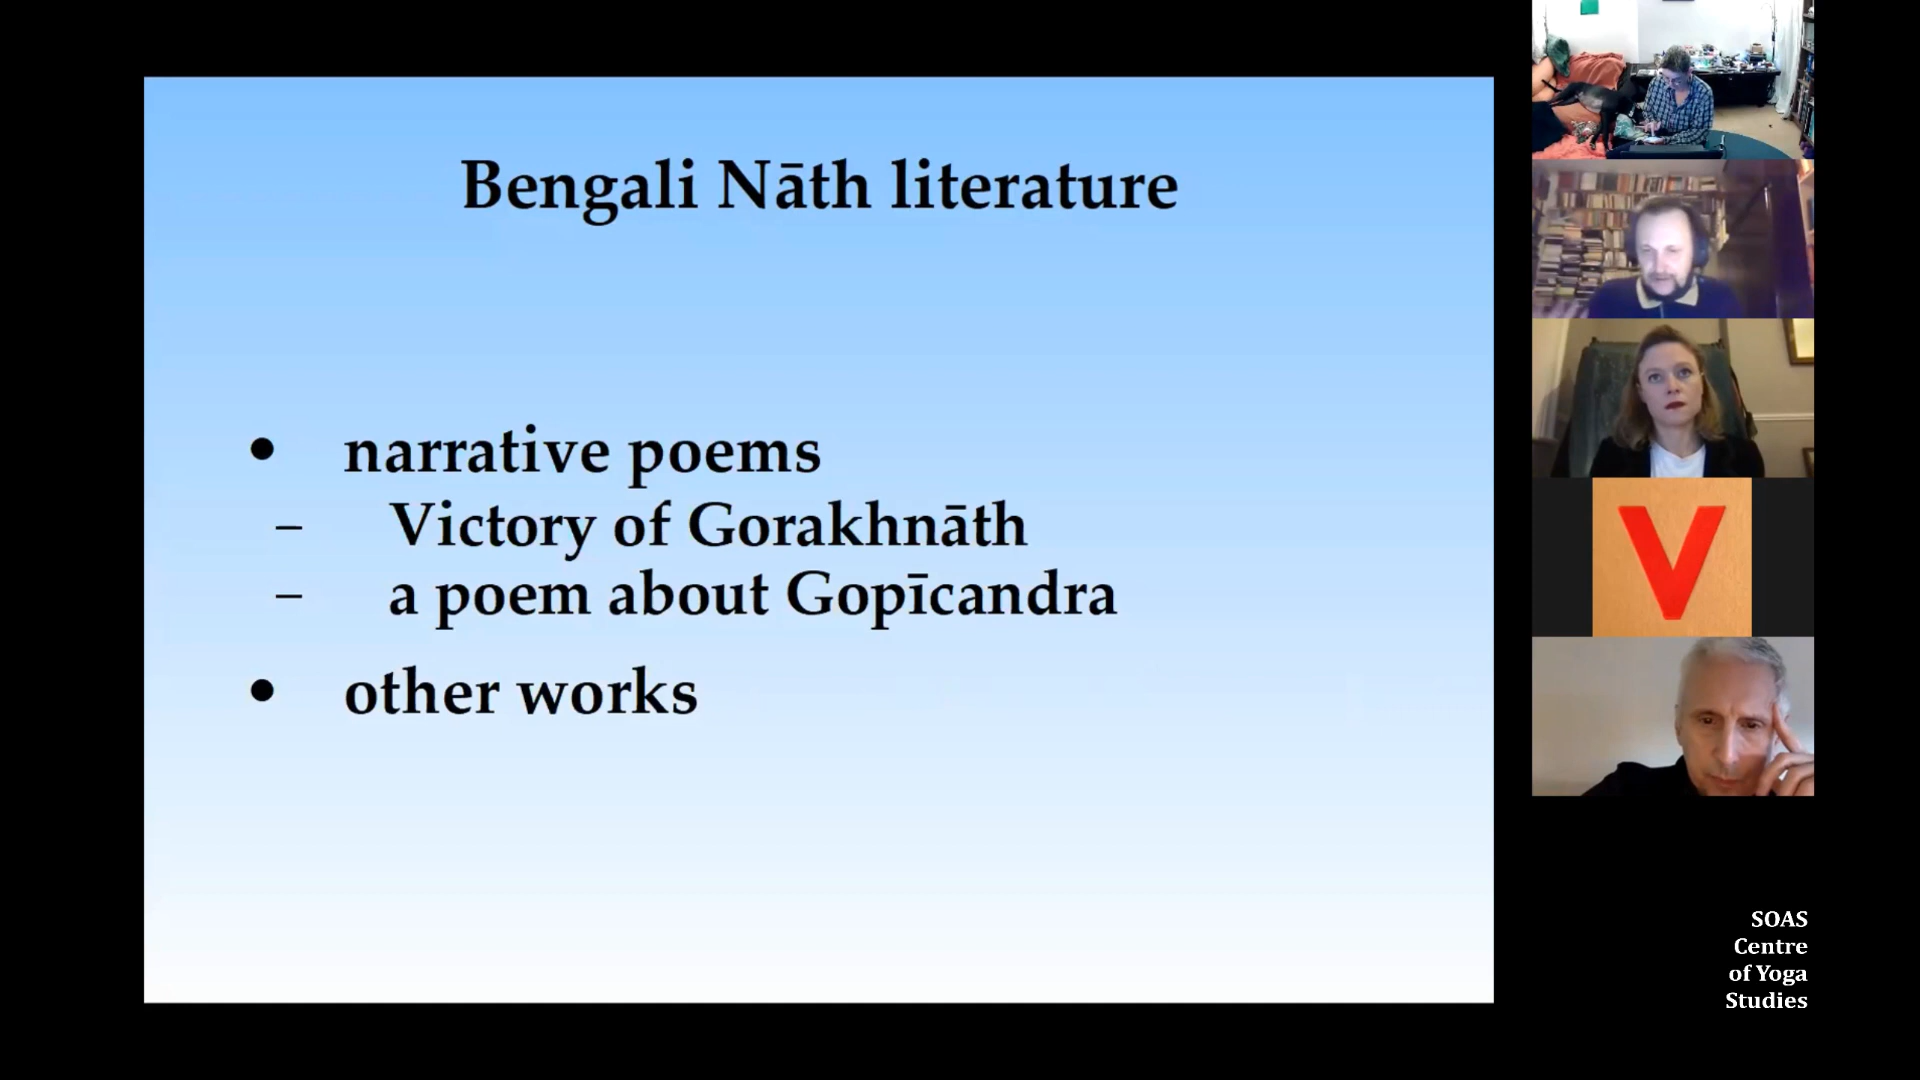 Bengali Nāth literature
• narrative poems
– Victory of Gorakhnāth
– a poem about Gopīcandra
• other works
V
SOAS
Centre
of Yoga
Studies